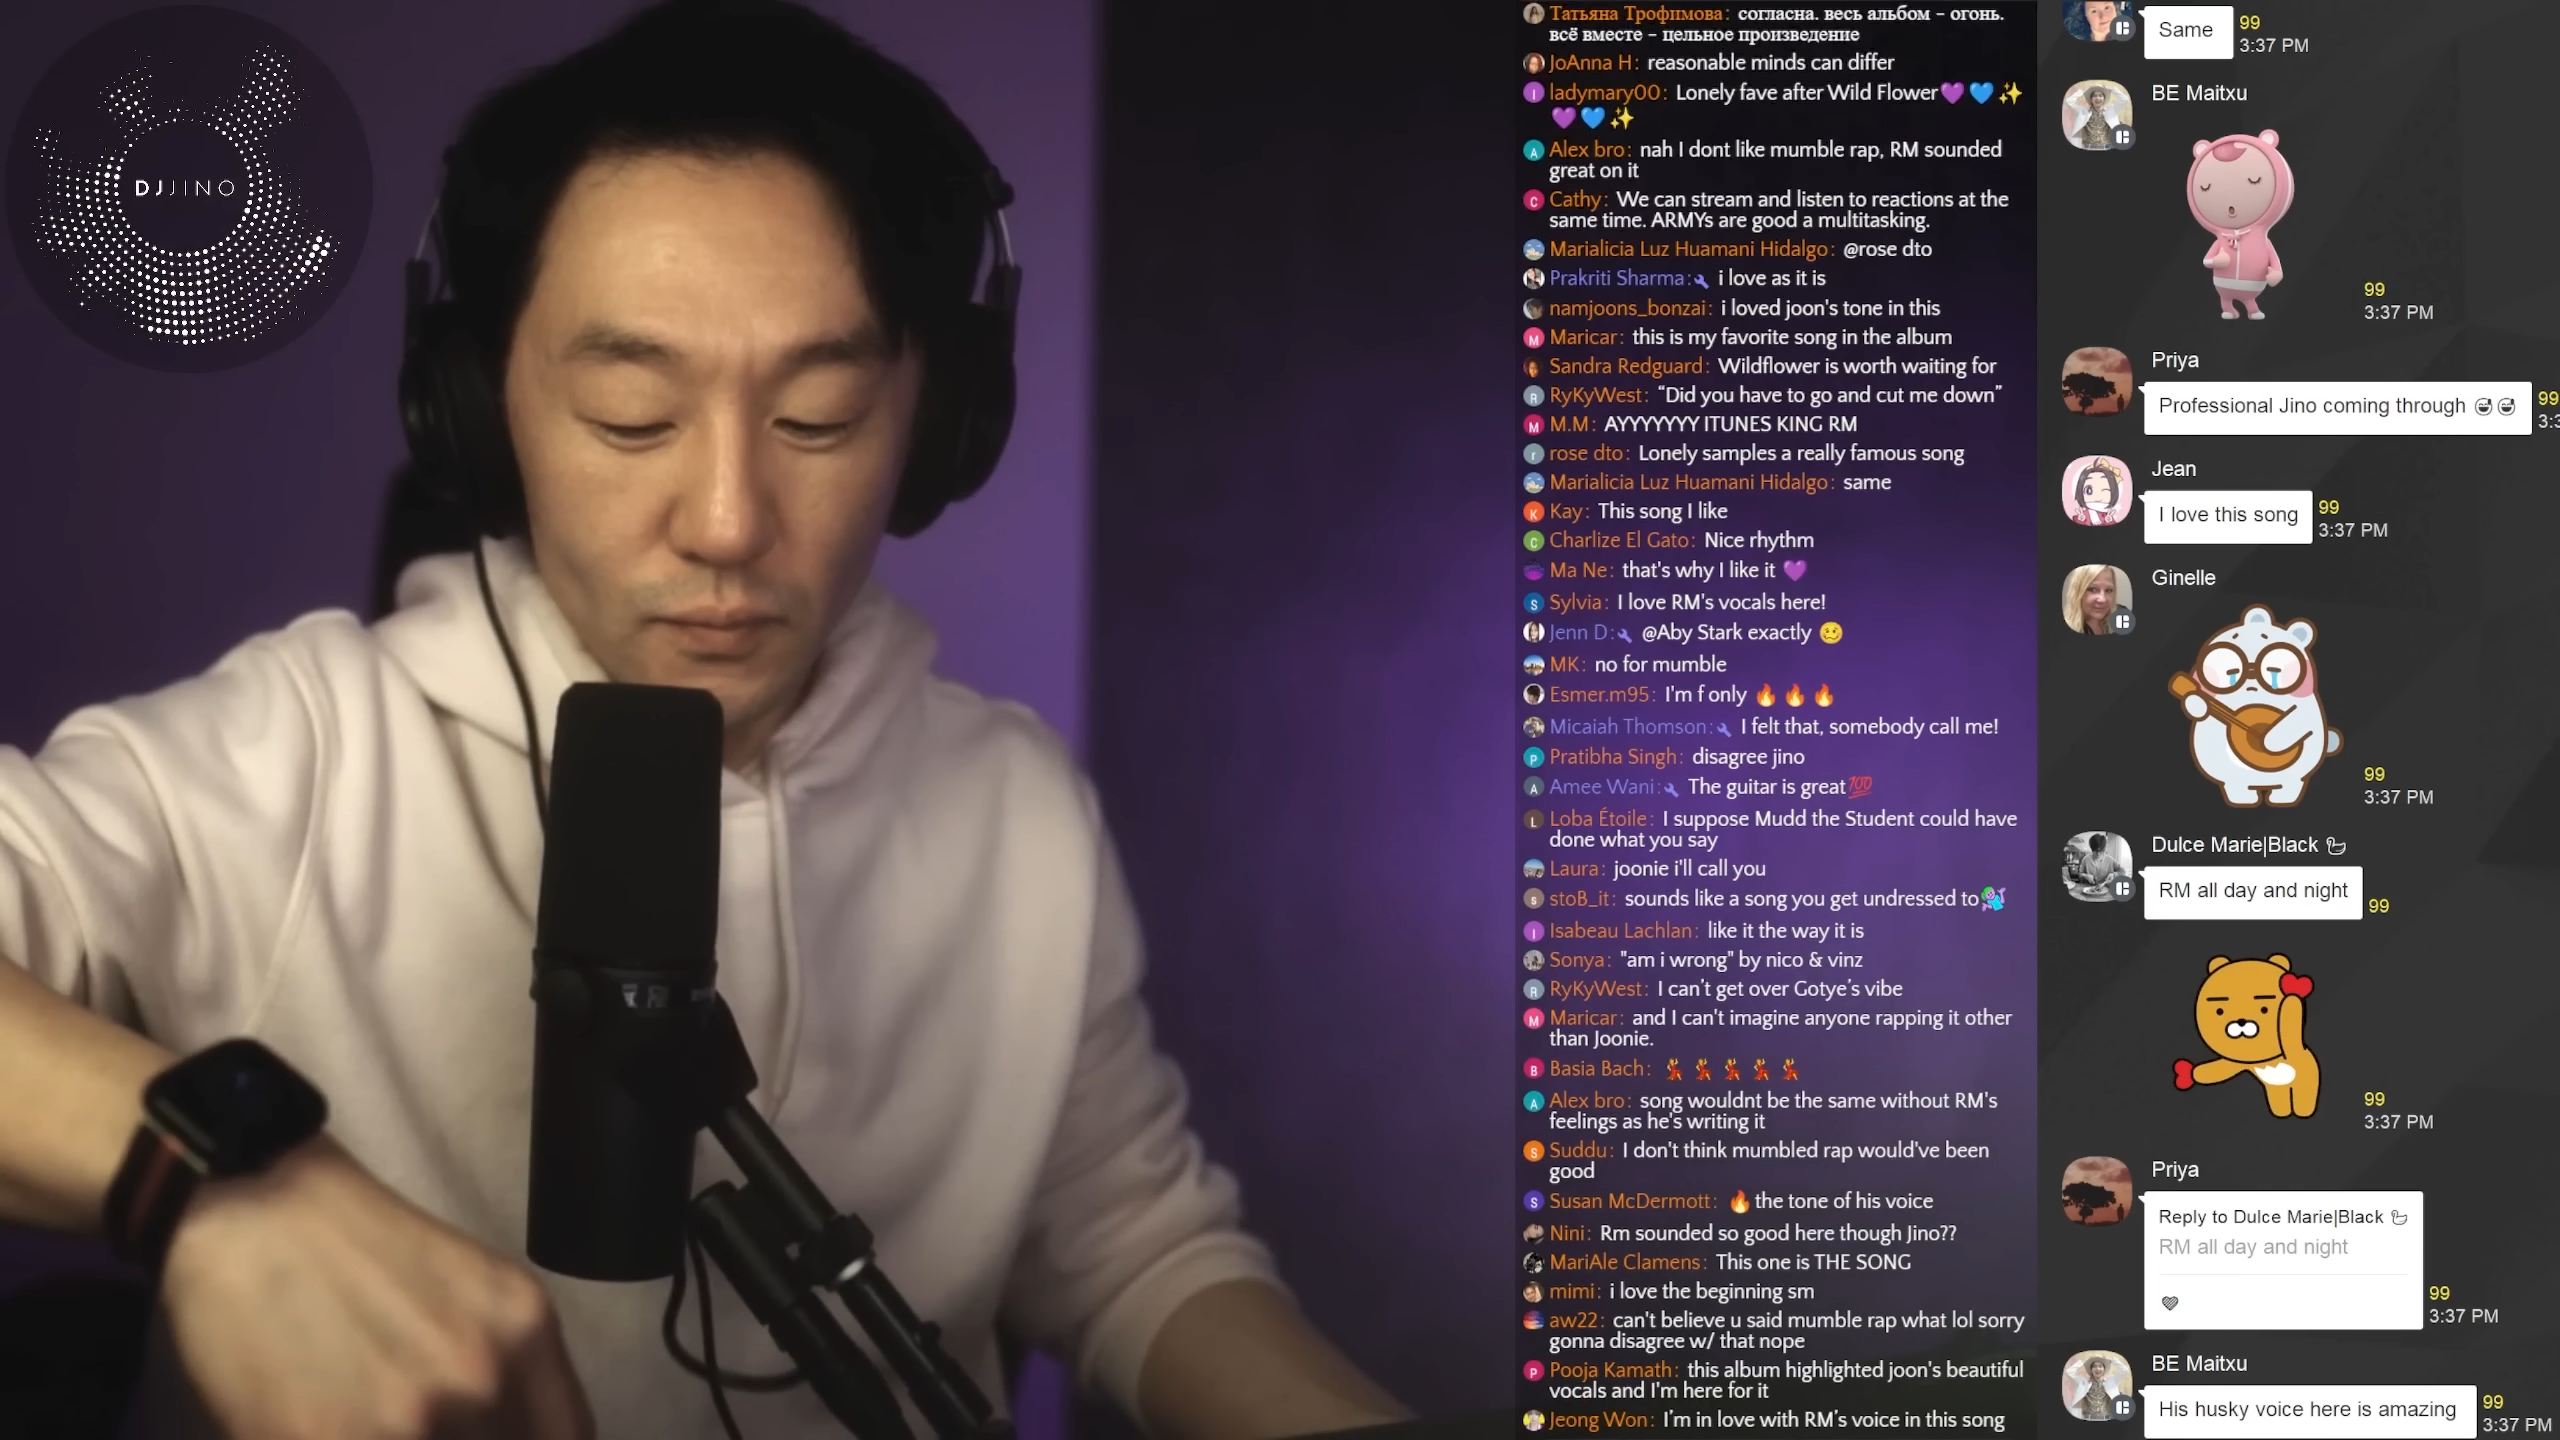 DJJINO
Татьяна Трофимова: согласна. весь альбом - огонь.
всё вместе - цельное произведение
JoAnna H: reasonable minds can differ
ladymary00: Lonely fave after Wild Flower💜💙✨
💜💙✨
Alex bro: nah I dont like mumble rap, RM sounded
great on it
Cathy: We can stream and listen to reactions at the
same time. ARMYs are good a multitasking.
Marialicia Luz Huamani Hidalgo: @rose dto
Prakriti Sharma: i love as it is
namjoons_bonzai: i loved joon's tone in this
Maricar: this is my favorite song in the album
Sandra Redguard: Wildflower is worth waiting for
RyKyWest: “Did you have to go and cut me down”
M.M: AYYYYYYY ITUNES KING RM
rose dto: Lonely samples a really famous song
Marialicia Luz Huamani Hidalgo: same
Kay: This song I like
Charlize El Gato: Nice rhythm
Ma Ne: that's why I like it 💜
Sylvia: I love RM's vocals here!
Jenn D: @Aby Stark exactly 🥴
MK: no for mumble
Esmer.m95: I'm f only 🔥🔥🔥
Micaiah Thomson: I felt that, somebody call me!
Pratibha Singh: disagree jino
Amee Wani: The guitar is great💯
Loba Étoile: I suppose Mudd the Student could have
done what you say
Laura: joonie i'll call you
stoB_it: sounds like a song you get undressed to
Isabeau Lachlan: like it the way it is
Sonya: "am i wrong" by nico & vinz
RyKyWest: I can’t get over Gotye’s vibe
Maricar: and I can't imagine anyone rapping it other
than Joonie.
Basia Bach: 💃💃💃💃💃
Alex bro: song wouldnt be the same without RM's
feelings as he's writing it
Suddu: I don't think mumbled rap would've been
good
Susan McDermott: 🔥the tone of his voice
Nini: Rm sounded so good here though Jino??
MariAle Clamens: This one is THE SONG
mimi: i love the beginning sm
aw22: can't believe u said mumble rap what lol sorry
gonna disagree w/ that nope
Pooja Kamath: this album highlighted joon's beautiful
vocals and I'm here for it
Jeong Won: I’m in love with RM’s voice in this song
Same
99
3:37 PM
BE Maitxu
99
3:37 PM
Priya
Professional Jino coming through 😅😅
99
Jean
I love this song
99
3:37 PM
Ginelle
99
3:37 PM
Dulce Marie|Black 🦢
RM all day and night
99
99
3:37 PM
Priya
Reply to Dulce Marie|Black 🦢
RM all day and night
💜
99
3:37 PM
BE Maitxu
His husky voice here is amazing
99
3:37 PM